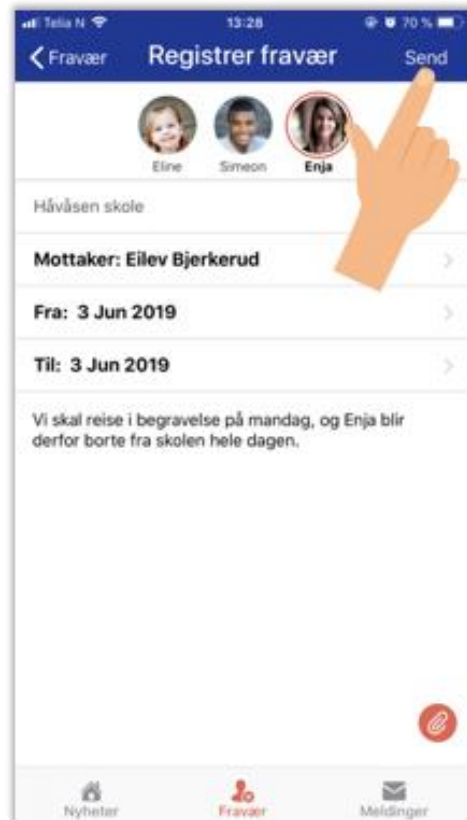 Telia N 13:28 70 %
Fravær Registrer fravær Send
Eline Simeon Enja
Håvåsen skole
Mottaker: Eilev Bjerkerud
Fra: 3 Jun 2019
Til: 3 Jun 2019
Vi skal reise i begravelse på mandag, og Enja blir
derfor borte fra skolen hele dagen.
Nyheter Fravær Meldinger